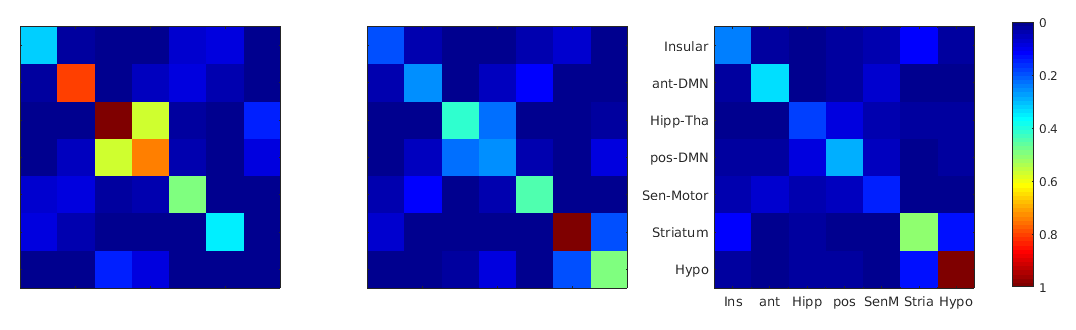 Insular
ant-DMN
Hipp-Tha
pos-DMN
Sen-Motor
Striatum
Hypo
Ins ant Hipp pos SenM Stria Hypo
0
0.2
0.4
0.6
0.8
1